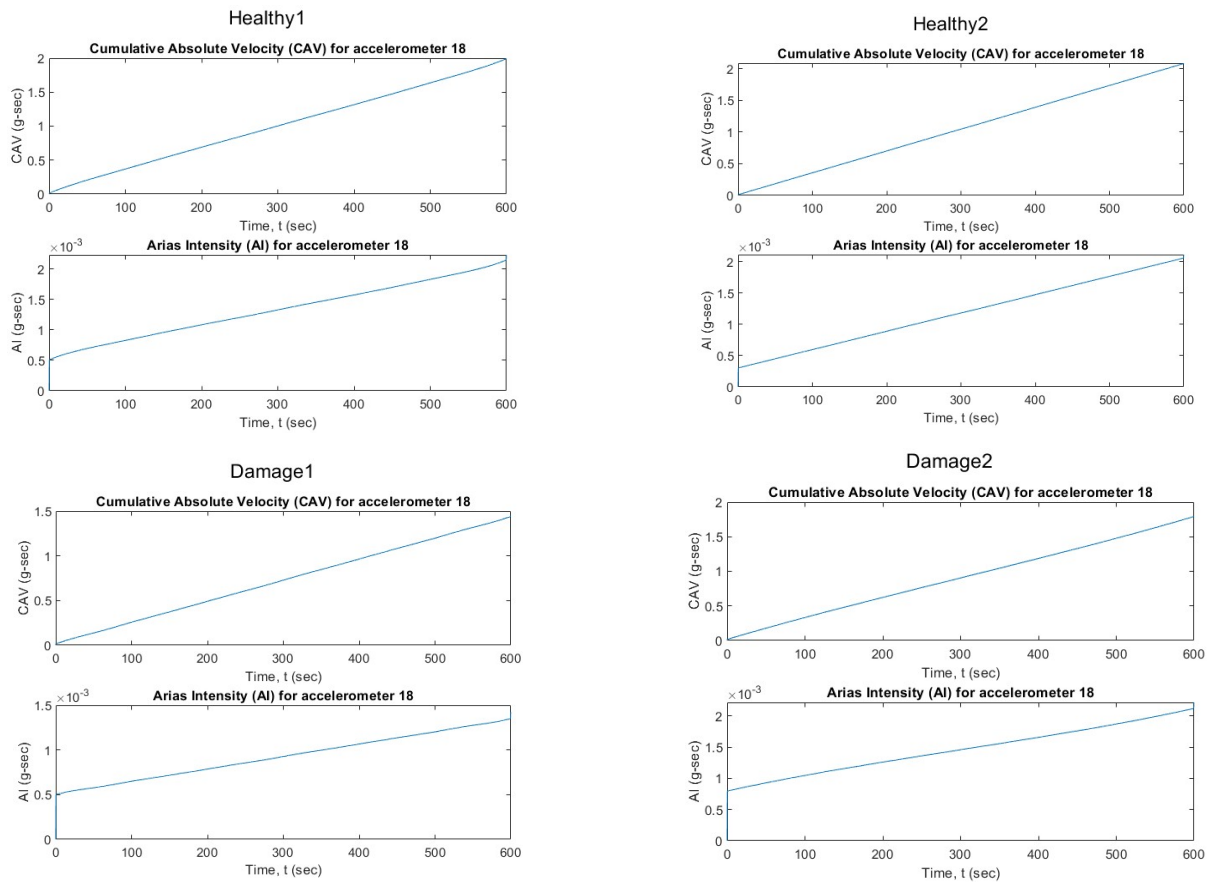 Healthy1
Cumulative Absolute Velocity (CAV) for accelerometer 18
2
1.5
1
0.5
0
CAV (g-sec)
0 100 200 300 400 500 600
Time, t (sec)
×10⁻³
Arias Intensity (AI) for accelerometer 18
2
1.5
1
0.5
0
AI (g-sec)
0 100 200 300 400 500 600
Time, t (sec)
Healthy2
Cumulative Absolute Velocity (CAV) for accelerometer 18
2
1.5
1
0.5
0
CAV (g-sec)
0 100 200 300 400 500 600
Time, t (sec)
×10⁻³
Arias Intensity (AI) for accelerometer 18
2
1.5
1
0.5
0
AI (g-sec)
0 100 200 300 400 500 600
Time, t (sec)
Damage1
Cumulative Absolute Velocity (CAV) for accelerometer 18
1.5
1
0.5
0
CAV (g-sec)
0 100 200 300 400 500 600
Time, t (sec)
×10⁻³
Arias Intensity (AI) for accelerometer 18
1.5
1
0.5
0
AI (g-sec)
0 100 200 300 400 500 600
Time, t (sec)
Damage2
Cumulative Absolute Velocity (CAV) for accelerometer 18
2
1.5
1
0.5
0
CAV (g-sec)
0 100 200 300 400 500 600
Time, t (sec)
×10⁻³
Arias Intensity (AI) for accelerometer 18
2
1.5
1
0.5
0
AI (g-sec)
0 100 200 300 400 500 600
Time, t (sec)